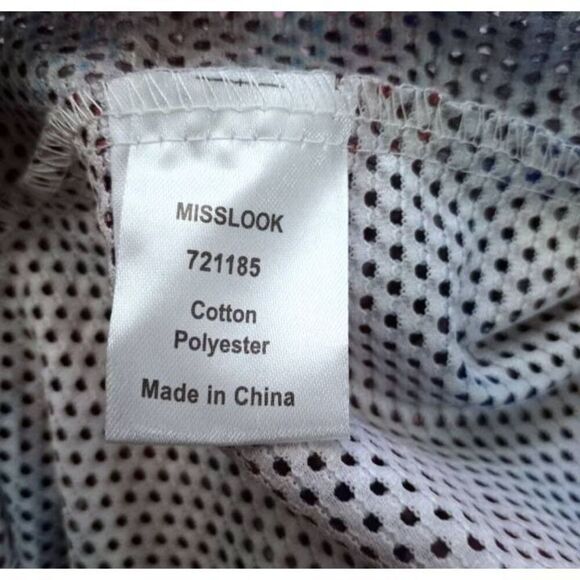 MISSLOOK
721185
Cotton
Polyester
Made in China